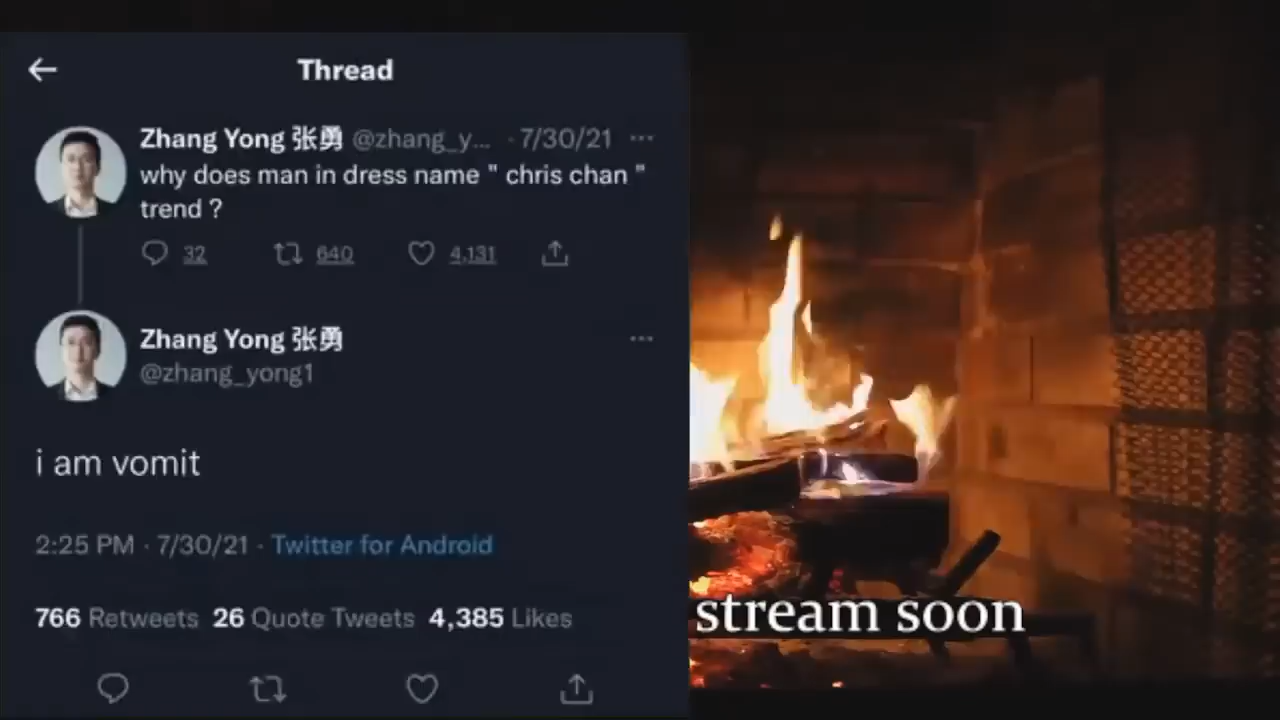 Thread
Zhang Yong 张勇 @zhang_y... · 7/30/21
why does man in dress name " chris chan "
trend ?
32 640 4,131
Zhang Yong 张勇
@zhang_yong1
i am vomit
2:25 PM · 7/30/21 · Twitter for Android
766 Retweets 26 Quote Tweets 4,385 Likes
stream soon